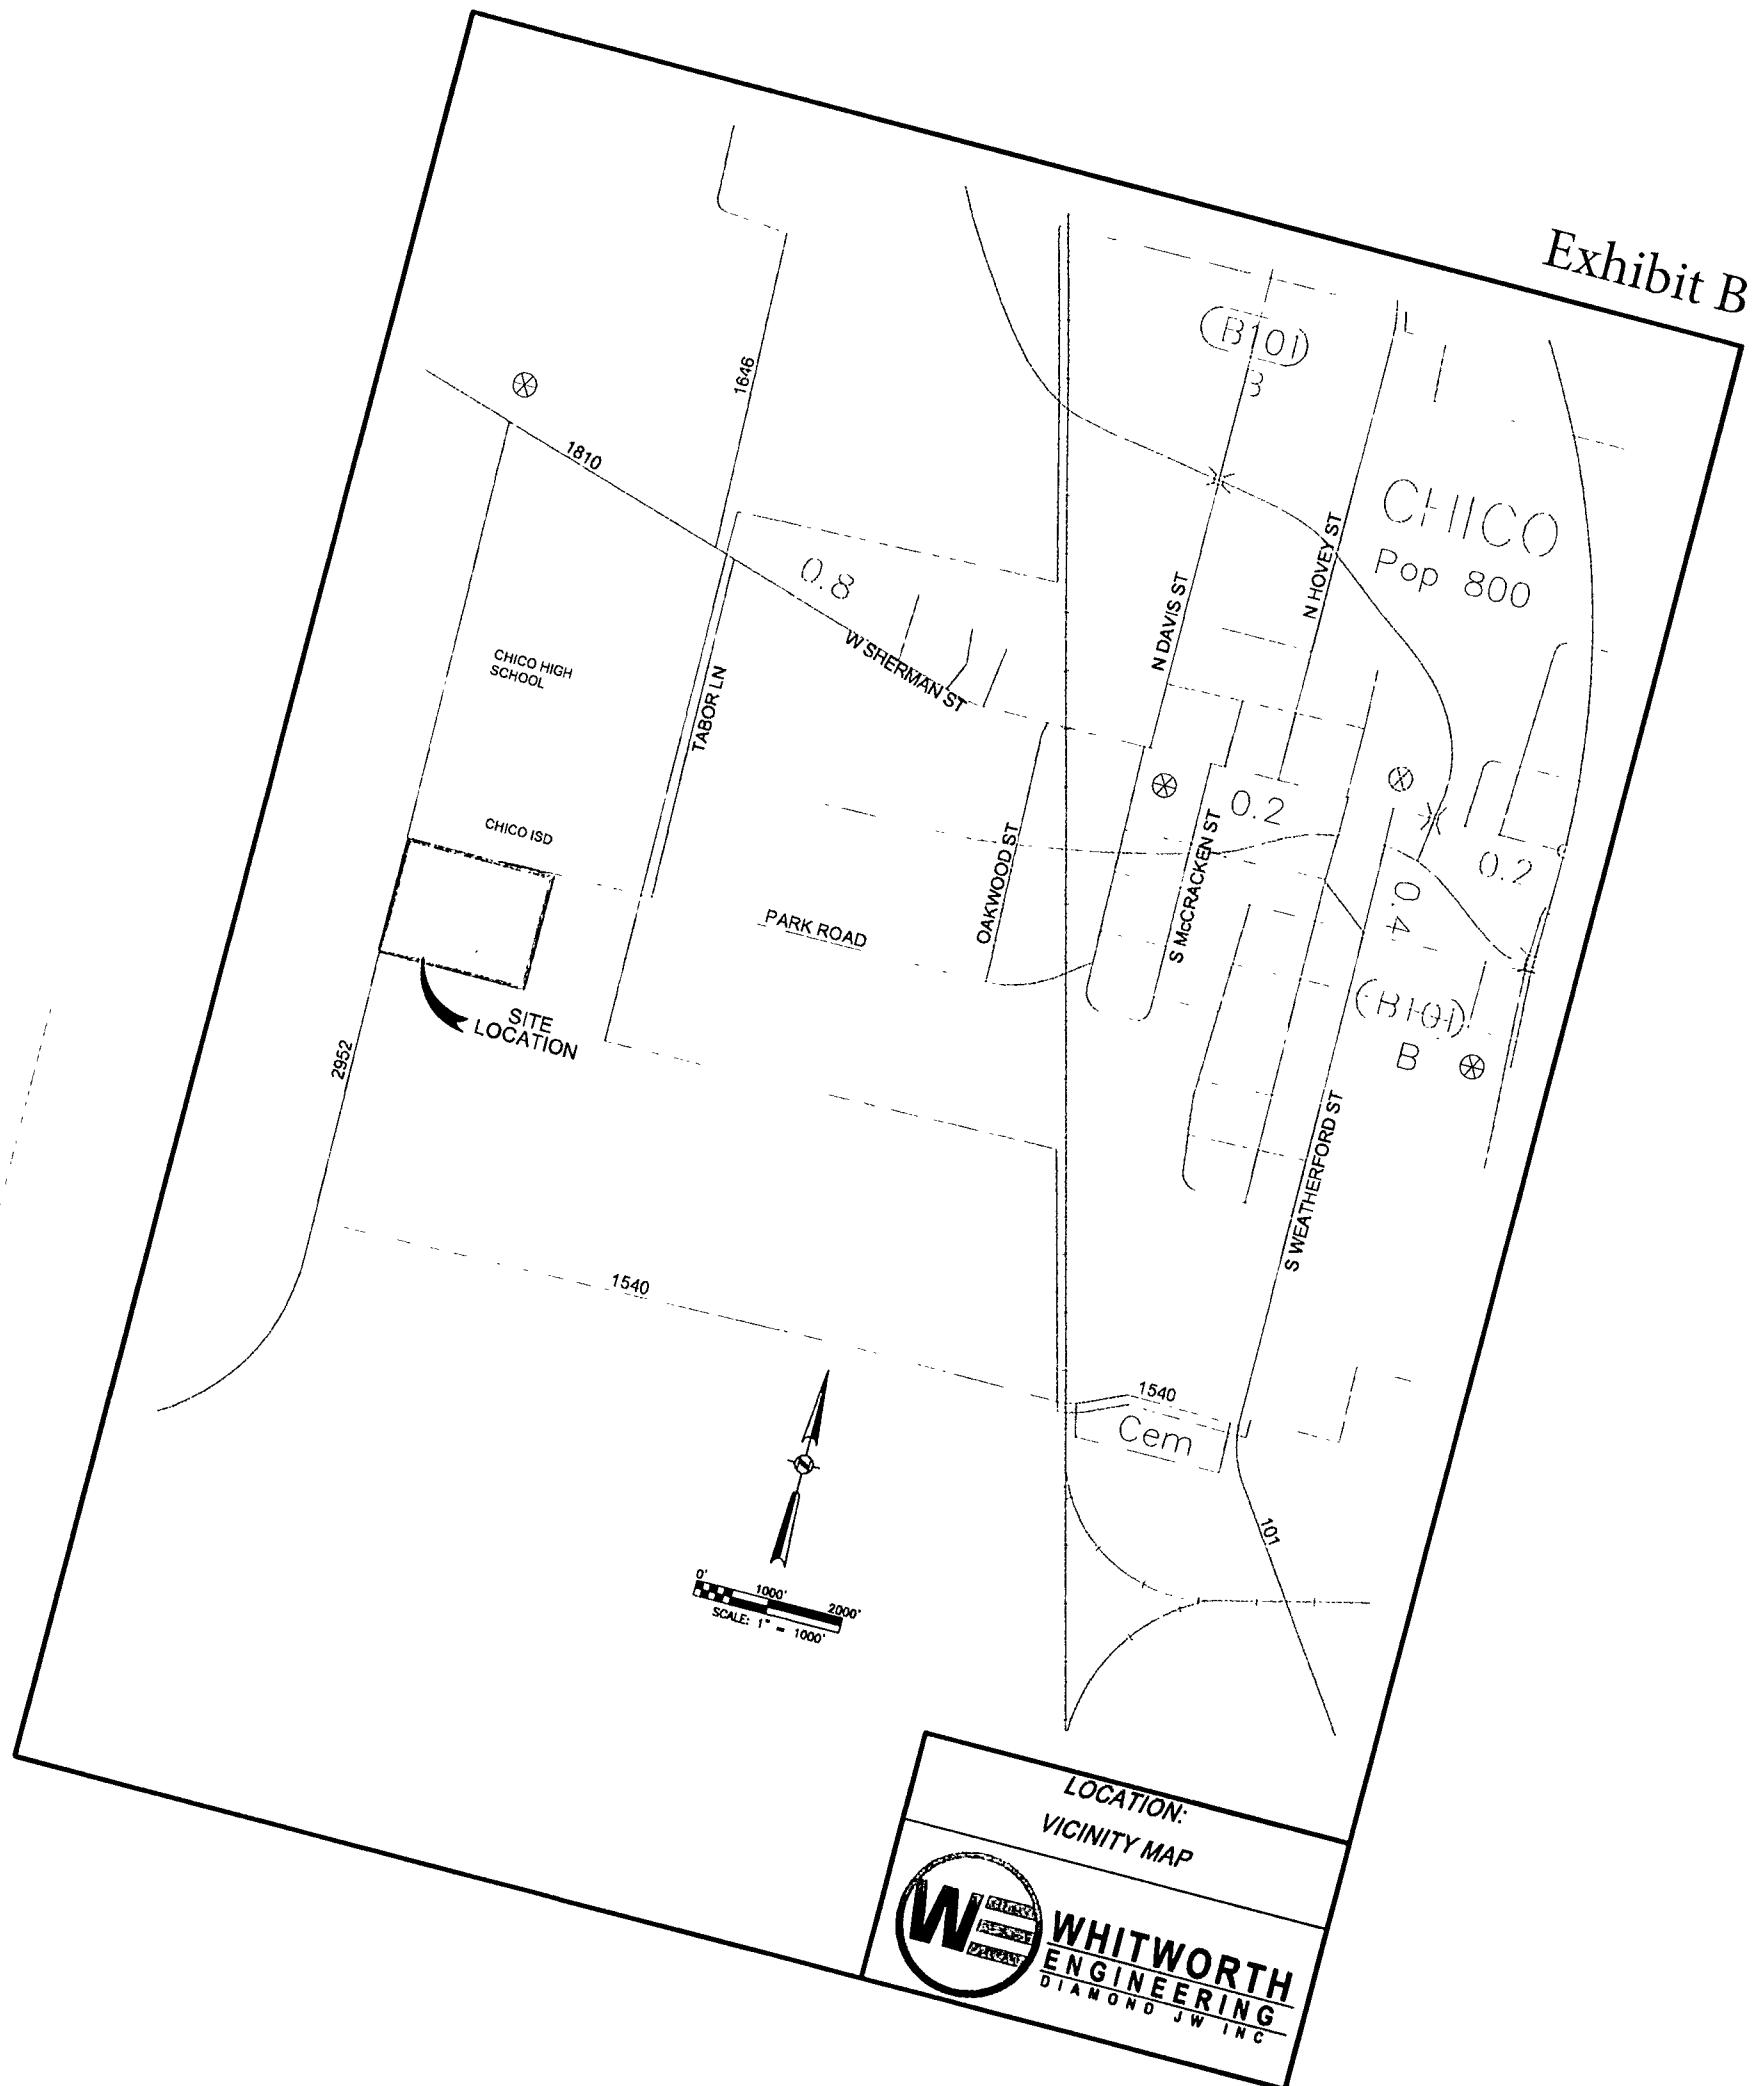 Exhibit B
B101
1646
1810
CHICO
Pop 800
0.8
N HOVEY ST
N DAVIS ST
W SHERMAN ST
CHICO HIGH
SCHOOL
TABOR LN
0.2
0.2
CHICO ISD
OAKWOOD ST
S McCRACKEN ST
0.4
PARK ROAD
SITE
LOCATION
(B101)
B
2952
S WEATHERFORD ST
1540
1540
Cem
101
0' 1000' 2000'
SCALE: 1" = 1000'
LOCATION:
VICINITY MAP
WE
WHITWORTH
ENGINEERING
DIAMOND JW INC